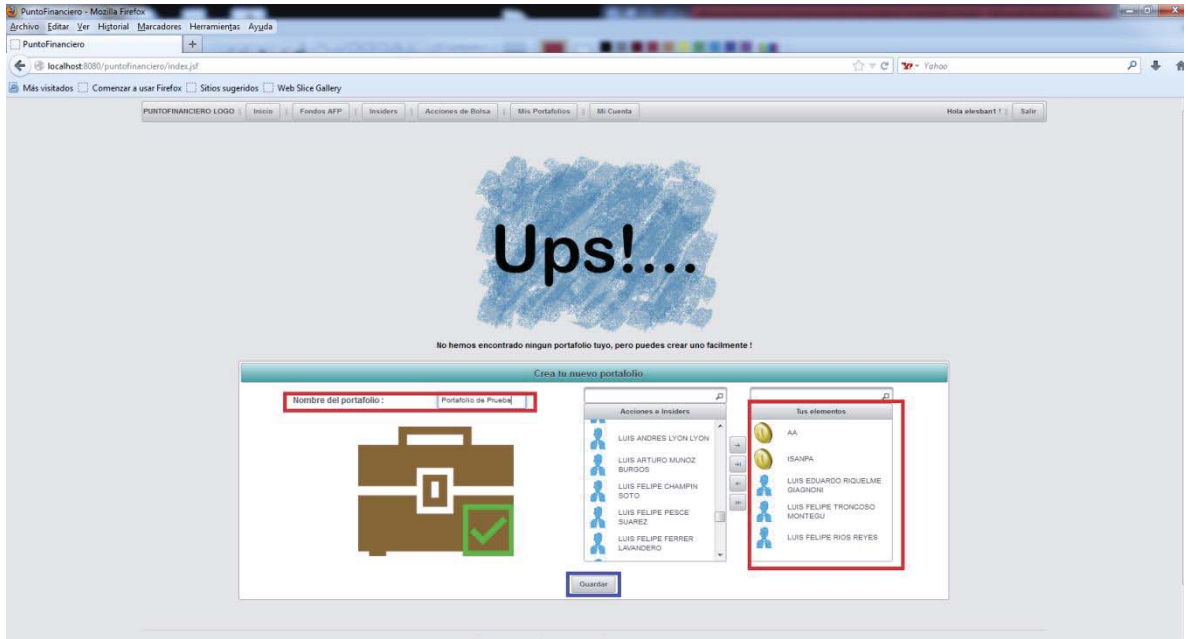 PuntoFinanciero - Mozilla Firefox
Archivo Editar Ver Historial Marcadores Herramientas Ayuda
PuntoFinanciero +
localhost:8080/puntofinanciero/index.jsf Yahoo
Más visitados Comenzar a usar Firefox Sitios sugeridos Web Slice Gallery
PUNTOFINANCIERO LOGO Inicio Fondos AFP Insiders Acciones de Bolsa Mis Portafolios Mi Cuenta Hola elesbant1 ! Salir
Ups!...
No hemos encontrado ningun portafolio tuyo, pero puedes crear uno facilmente !
Crea tu nuevo portafolio
Nombre del portafolio : Portafolio de Prueba
Acciones e Insiders
LUIS ANDRES LYON LYON
LUIS ARTURO MUNOZ
BURGOS
LUIS FELIPE CHAMPIN
SOTO
LUIS FELIPE PESCE
SUAREZ
LUIS FELIPE FERRER
LAVANDERO
Tus elementos
AA
ISANPA
LUIS EDUARDO RIQUELME
GIAGNONI
LUIS FELIPE TRONCOSO
MONTEGU
LUIS FELIPE RIOS REYES
Guardar